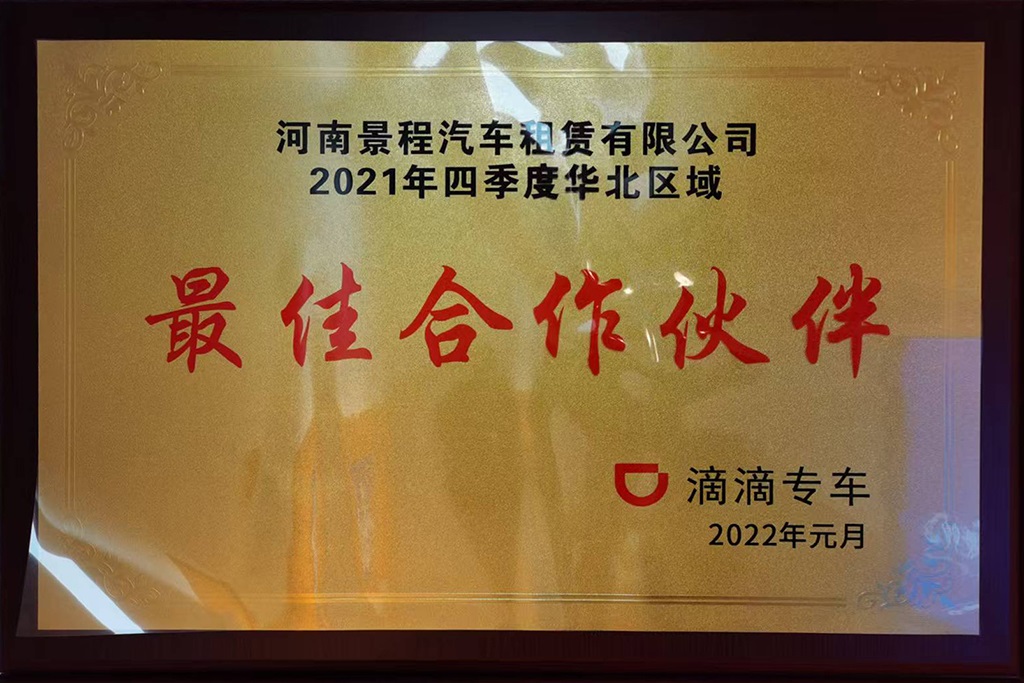 河南景程汽车租赁有限公司
2021年四季度华北区域
最佳合作伙伴
滴滴专车
2022年元月